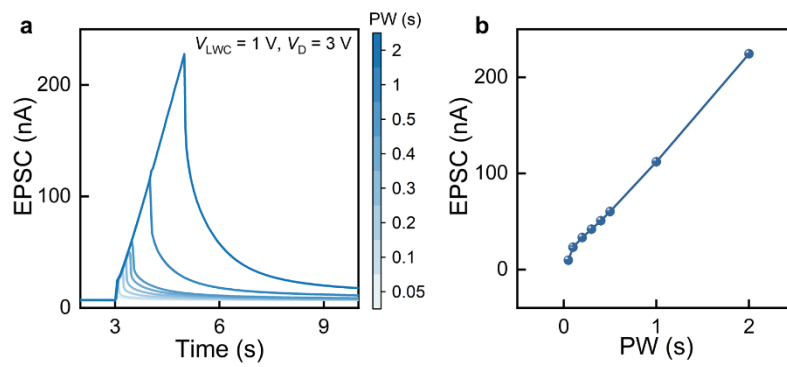 a
V_LWC = 1 V, V_D = 3 V
PW (s)
2
1
0.5
0.4
0.3
0.2
0.1
0.05
EPSC (nA)
200
100
0
3
6
9
Time (s)
b
EPSC (nA)
200
100
0
0
1
2
PW (s)